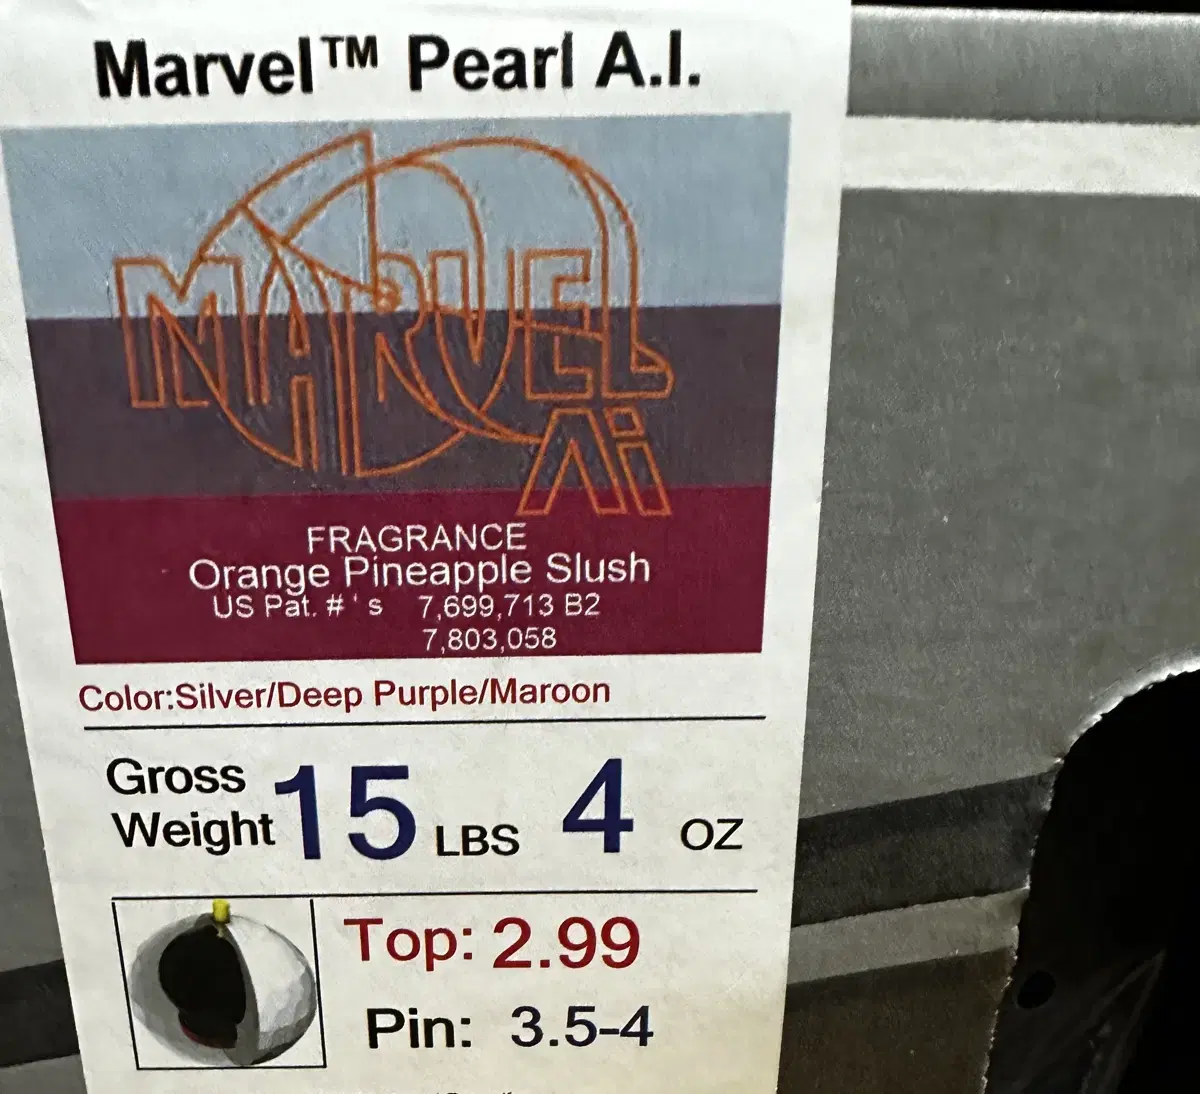 Marvel™ Pearl A.I.
MARVEL
Ai
FRAGRANCE
Orange Pineapple Slush
US Pat. #'s 7,699,713 B2
7,803,058
Color:Silver/Deep Purple/Maroon
Gross
Weight 15 LBS 4 OZ
Top: 2.99
Pin: 3.5-4